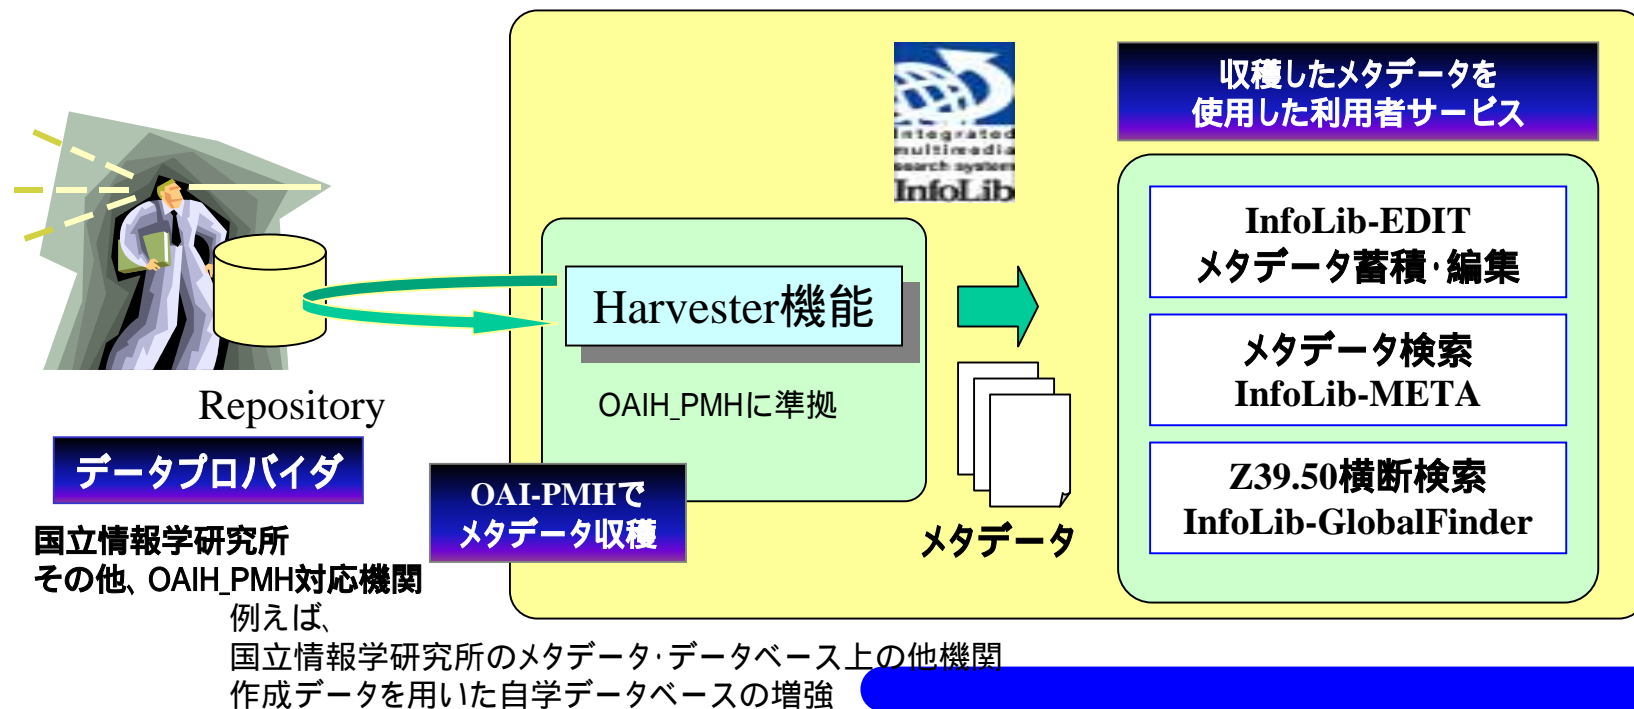 Integrated
multimedia
search system
InfoLib
収穫したメタデータを
使用した利用者サービス
InfoLib-EDIT
メタデータ蓄積・編集
メタデータ検索
InfoLib-META
Z39.50横断検索
InfoLib-GlobalFinder
Harvester機能
OAIH_PMHに準拠
メタデータ
Repository
データプロバイダ
OAI-PMHで
メタデータ収穫
国立情報学研究所
その他、OAIH_PMH対応機関
例えば、
国立情報学研究所のメタデータ・データベース上の他機関
作成データを用いた自学データベースの増強